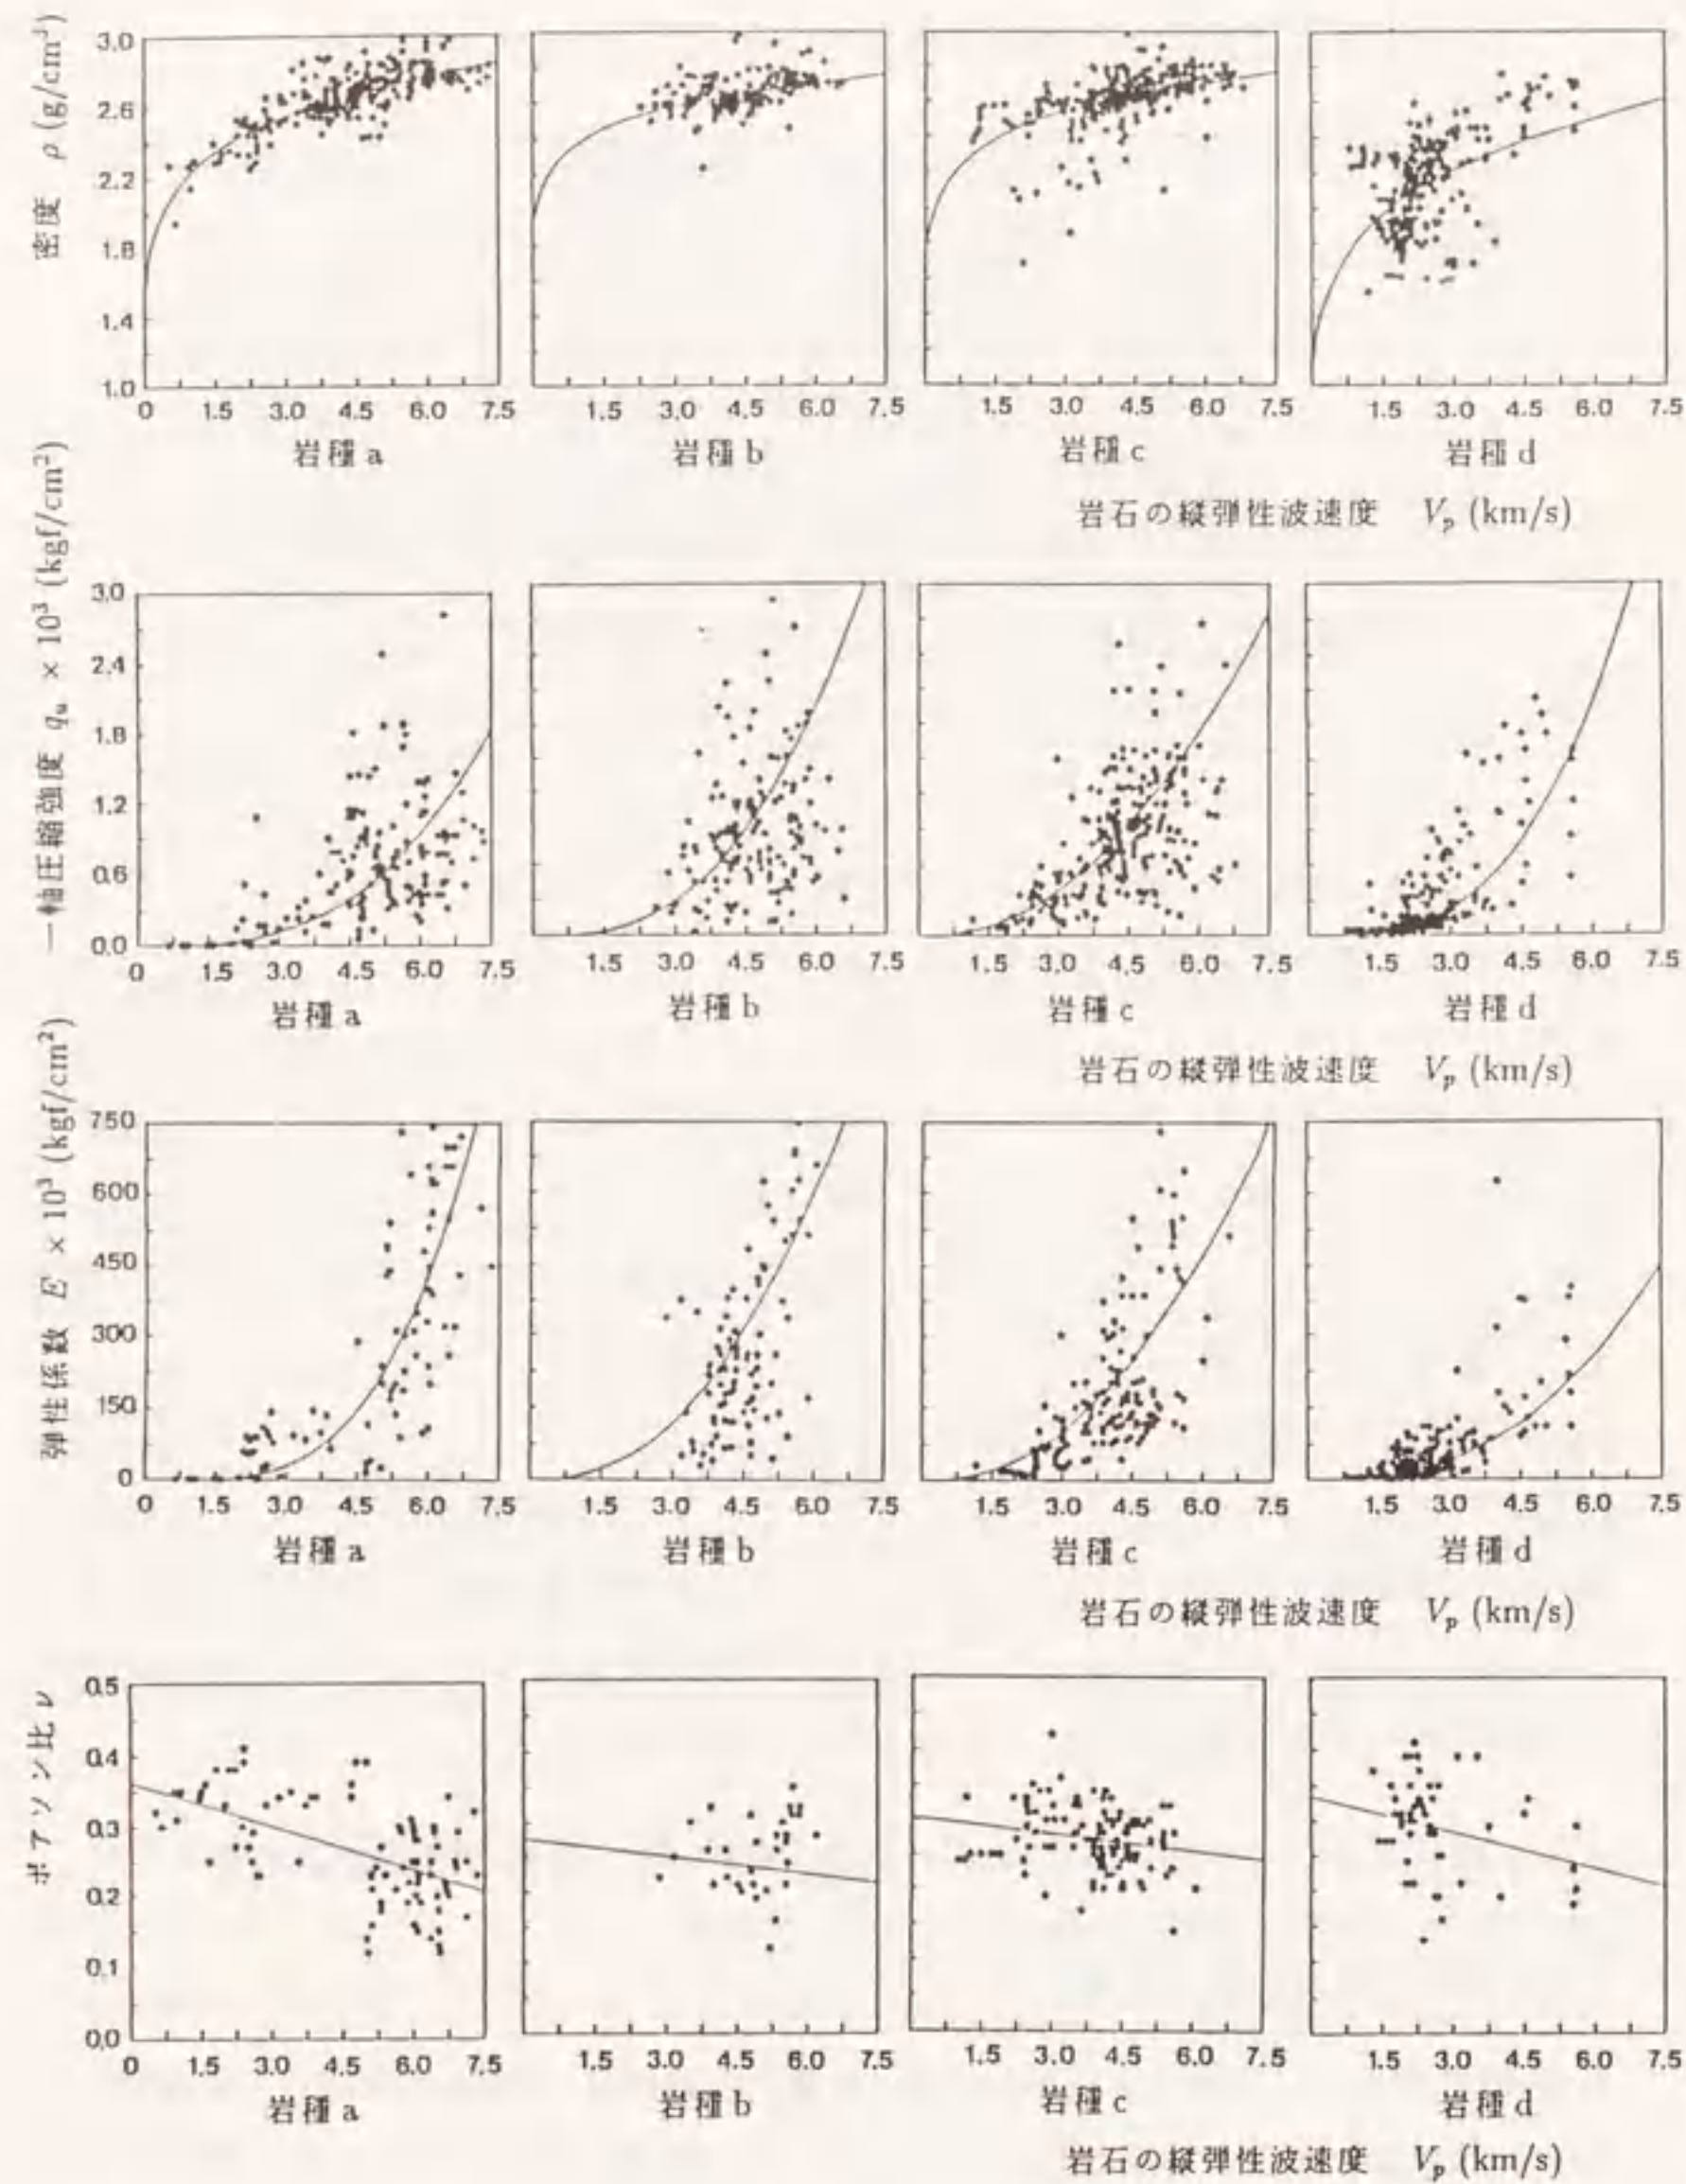 密度 ρ (g/cm³)
3.0
2.6
2.2
1.8
1.4
1.0
0 1.5 3.0 4.5 6.0 7.5
1.5 3.0 4.5 6.0 7.5
1.5 3.0 4.5 6.0 7.5
1.5 3.0 4.5 6.0 7.5
岩種 a
岩種 b
岩種 c
岩種 d
岩石の縦弾性波速度 Vp (km/s)
一軸圧縮強度 qu × 10³ (kgf/cm²)
3.0
2.4
1.8
1.2
0.6
0.0
0 1.5 3.0 4.5 6.0 7.5
1.5 3.0 4.5 6.0 7.5
1.5 3.0 4.5 6.0 7.5
1.5 3.0 4.5 6.0 7.5
岩種 a
岩種 b
岩種 c
岩種 d
岩石の縦弾性波速度 Vp (km/s)
弾性係数 E × 10³ (kgf/cm²)
750
600
450
300
150
0
0 1.5 3.0 4.5 6.0 7.5
1.5 3.0 4.5 6.0 7.5
1.5 3.0 4.5 6.0 7.5
1.5 3.0 4.5 6.0 7.5
岩種 a
岩種 b
岩種 c
岩種 d
岩石の縦弾性波速度 Vp (km/s)
ポアソン比 ν
0.5
0.4
0.3
0.2
0.1
0.0
0 1.5 3.0 4.5 6.0 7.5
1.5 3.0 4.5 6.0 7.5
1.5 3.0 4.5 6.0 7.5
1.5 3.0 4.5 6.0 7.5
岩種 a
岩種 b
岩種 c
岩種 d
岩石の縦弾性波速度 Vp (km/s)